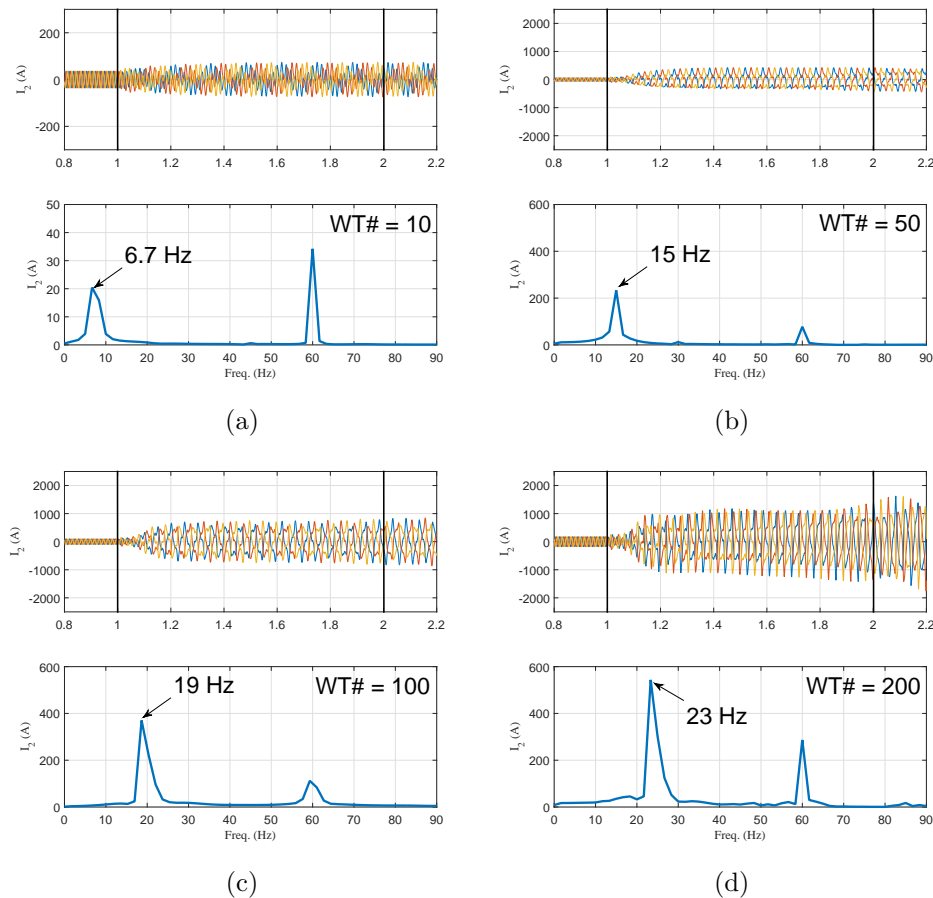 200
0
-200
I2 (A)
0.8 1 1.2 1.4 1.6 1.8 2 2.2
50
40
30
20
10
0
I2 (A)
WT# = 10
6.7 Hz
0 10 20 30 40 50 60 70 80 90
Freq. (Hz)
(a)
2000
1000
0
-1000
-2000
I2 (A)
0.8 1 1.2 1.4 1.6 1.8 2 2.2
600
400
200
0
I2 (A)
WT# = 50
15 Hz
0 10 20 30 40 50 60 70 80 90
Freq. (Hz)
(b)
2000
1000
0
-1000
-2000
I2 (A)
0.8 1 1.2 1.4 1.6 1.8 2 2.2
600
400
200
0
I2 (A)
19 Hz
WT# = 100
0 10 20 30 40 50 60 70 80 90
Freq. (Hz)
(c)
2000
1000
0
-1000
-2000
I2 (A)
0.8 1 1.2 1.4 1.6 1.8 2 2.2
600
400
200
0
I2 (A)
WT# = 200
23 Hz
0 10 20 30 40 50 60 70 80 90
Freq. (Hz)
(d)